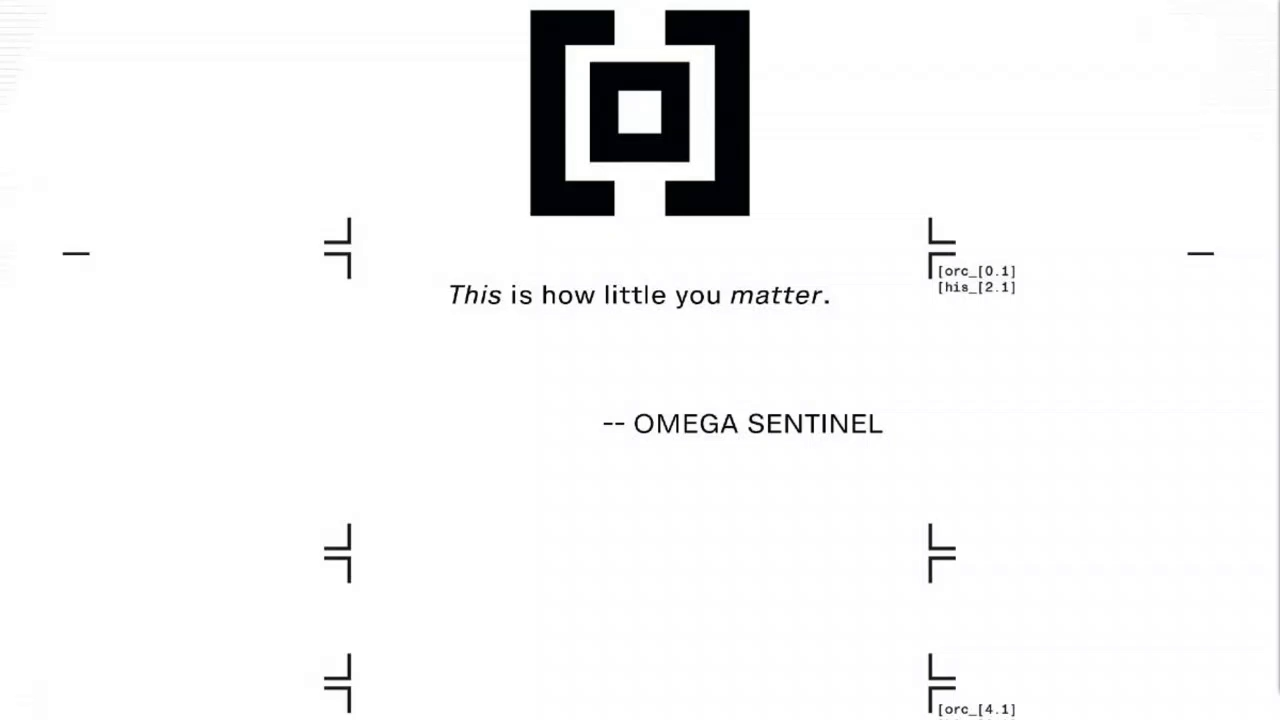 [orc_[0.1]
[his_[2.1]
This is how little you matter.
-- OMEGA SENTINEL
[orc_[4.1]